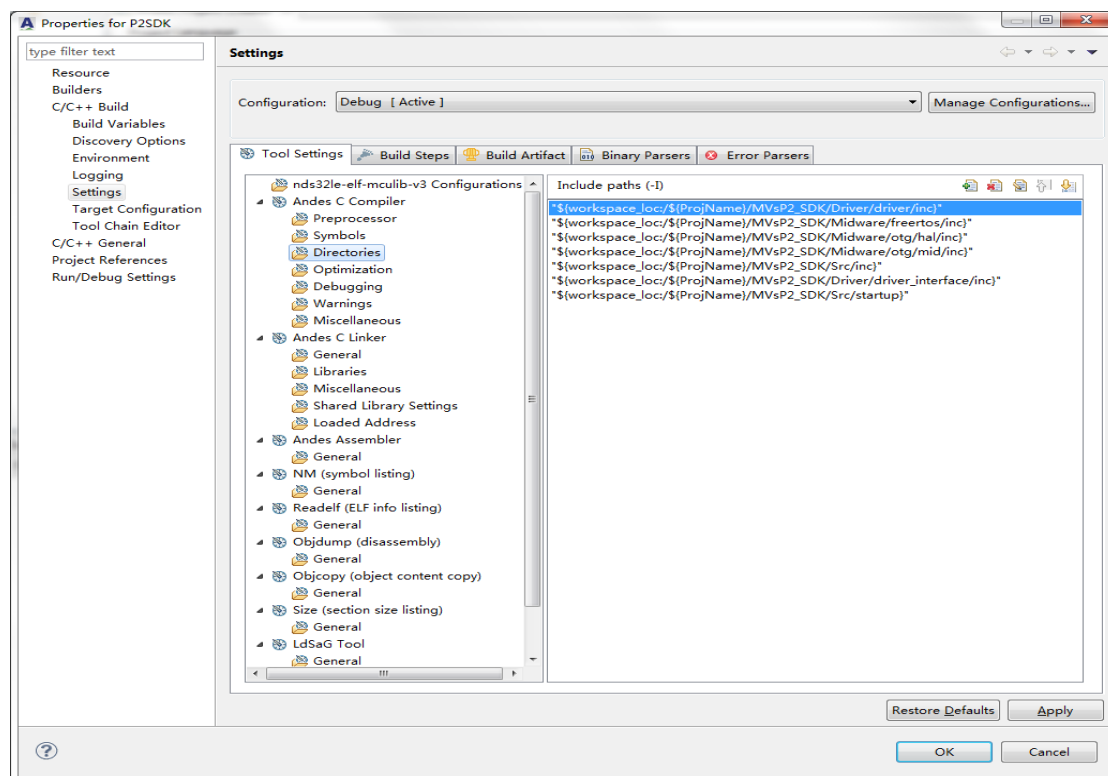 Properties for P2SDK
type filter text
Resource
Builders
C/C++ Build
Build Variables
Discovery Options
Environment
Logging
Settings
Target Configuration
Tool Chain Editor
C/C++ General
Project References
Run/Debug Settings
Settings
Configuration: Debug [ Active ]
Manage Configurations...
Tool Settings
Build Steps
Build Artifact
Binary Parsers
Error Parsers
nds32le-elf-mculib-v3 Configurations
Andes C Compiler
Preprocessor
Symbols
Directories
Optimization
Debugging
Warnings
Miscellaneous
Andes C Linker
General
Libraries
Miscellaneous
Shared Library Settings
Loaded Address
Andes Assembler
General
NM (symbol listing)
General
Readelf (ELF info listing)
General
Objdump (disassembly)
General
Objcopy (object content copy)
General
Size (section size listing)
General
LdSaG Tool
General
Include paths (-I)
"${workspace_loc:/${ProjName}/MVsP2_SDK/Driver/driver/inc}"
"${workspace_loc:/${ProjName}/MVsP2_SDK/Midware/freertos/inc}"
"${workspace_loc:/${ProjName}/MVsP2_SDK/Midware/otg/hal/inc}"
"${workspace_loc:/${ProjName}/MVsP2_SDK/Midware/otg/mid/inc}"
"${workspace_loc:/${ProjName}/MVsP2_SDK/Src/inc}"
"${workspace_loc:/${ProjName}/MVsP2_SDK/Driver/driver_interface/inc}"
"${workspace_loc:/${ProjName}/MVsP2_SDK/Src/startup}"
Restore Defaults
Apply
OK
Cancel